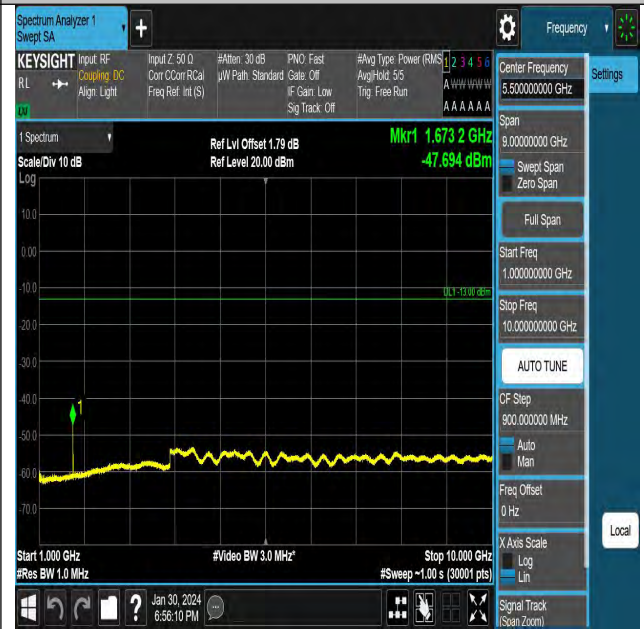 Spectrum Analyzer 1
Swept SA
+
Frequency
KEYSIGHT
RL
Input: RF
Coupling: DC
Align: Light
Input Z: 50 Ω
Corr CCorr RCal
Freq Ref: Int (S)
#Atten: 30 dB
µW Path: Standard
PNO: Fast
Gate: Off
IF Gain: Low
Sig Track: Off
#Avg Type: Power (RMS
Avg|Hold: 5/5
Trig: Free Run
1 2 3 4 5 6
A W W W W W
A A A A A A
1 Spectrum
Scale/Div 10 dB
Log
Ref Lvl Offset 1.79 dB
Ref Level 20.00 dBm
Mkr1 1.673 2 GHz
-47.694 dBm
10.0
0.00
-10.0
-20.0
-30.0
-40.0
-50.0
-60.0
-70.0
DL1 -13.00 dBm
1
Start 1.000 GHz
#Res BW 1.0 MHz
#Video BW 3.0 MHz*
Stop 10.000 GHz
#Sweep ~1.00 s (30001 pts)
Jan 30, 2024
6:56:10 PM
?
Center Frequency
5.500000000 GHz
Settings
Span
9.00000000 GHz
Swept Span
Zero Span
Full Span
Start Freq
1.000000000 GHz
Stop Freq
10.000000000 GHz
AUTO TUNE
CF Step
900.000000 MHz
Auto
Man
Freq Offset
0 Hz
X Axis Scale
Log
Lin
Local
Signal Track
(Span Zoom)